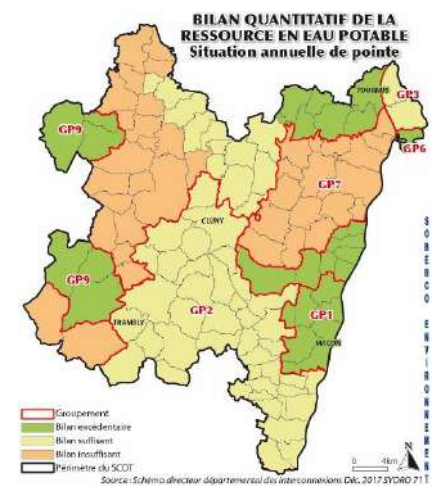 BILAN QUANTITATIF DE LA
RESSOURCE EN EAU POTABLE
Situation annuelle de pointe
TOURNUS
GP3
GP9
GP6
GP7
CLUNY
GP9
GP2
GP1
TRAMBLY
MACON
SOBERCO ENVIRONNEMENT
Groupement
Bilan excédentaire
Bilan suffisant
Bilan insuffisant
Périmètre du SCOT
0 4km
N
Source : Schéma directeur départemental des interconnexions Déc. 2017 SYDRO 71